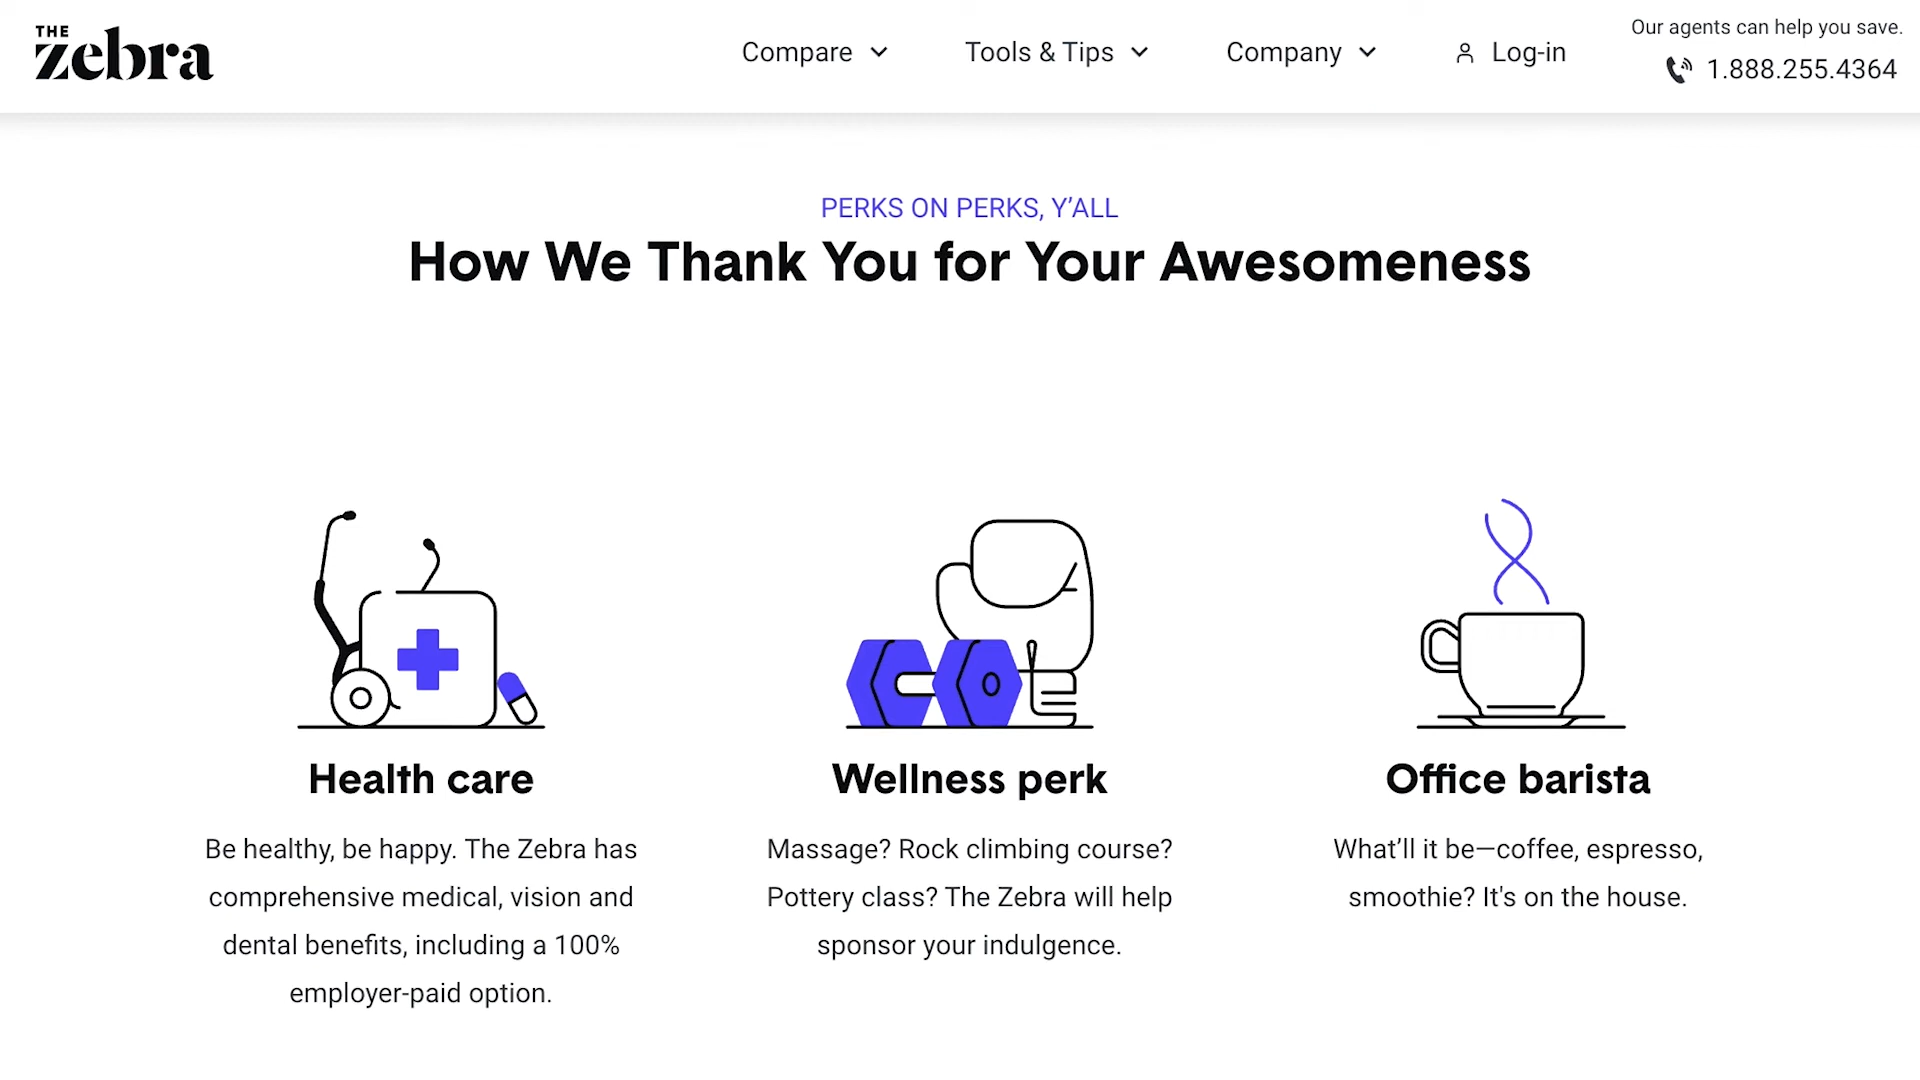 THE
zebra
Compare
Tools & Tips
Company
Log-in
Our agents can help you save.
1.888.255.4364
PERKS ON PERKS, Y’ALL
How We Thank You for Your Awesomeness
Health care
Be healthy, be happy. The Zebra has
comprehensive medical, vision and
dental benefits, including a 100%
employer-paid option.
Wellness perk
Massage? Rock climbing course?
Pottery class? The Zebra will help
sponsor your indulgence.
Office barista
What’ll it be—coffee, espresso,
smoothie? It's on the house.